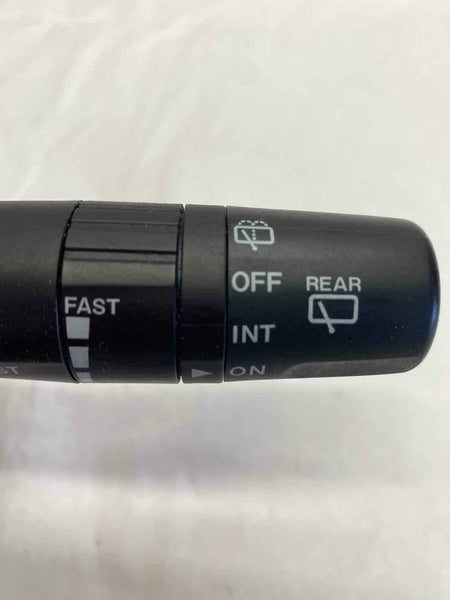 OFF
REAR
FAST
INT
ON